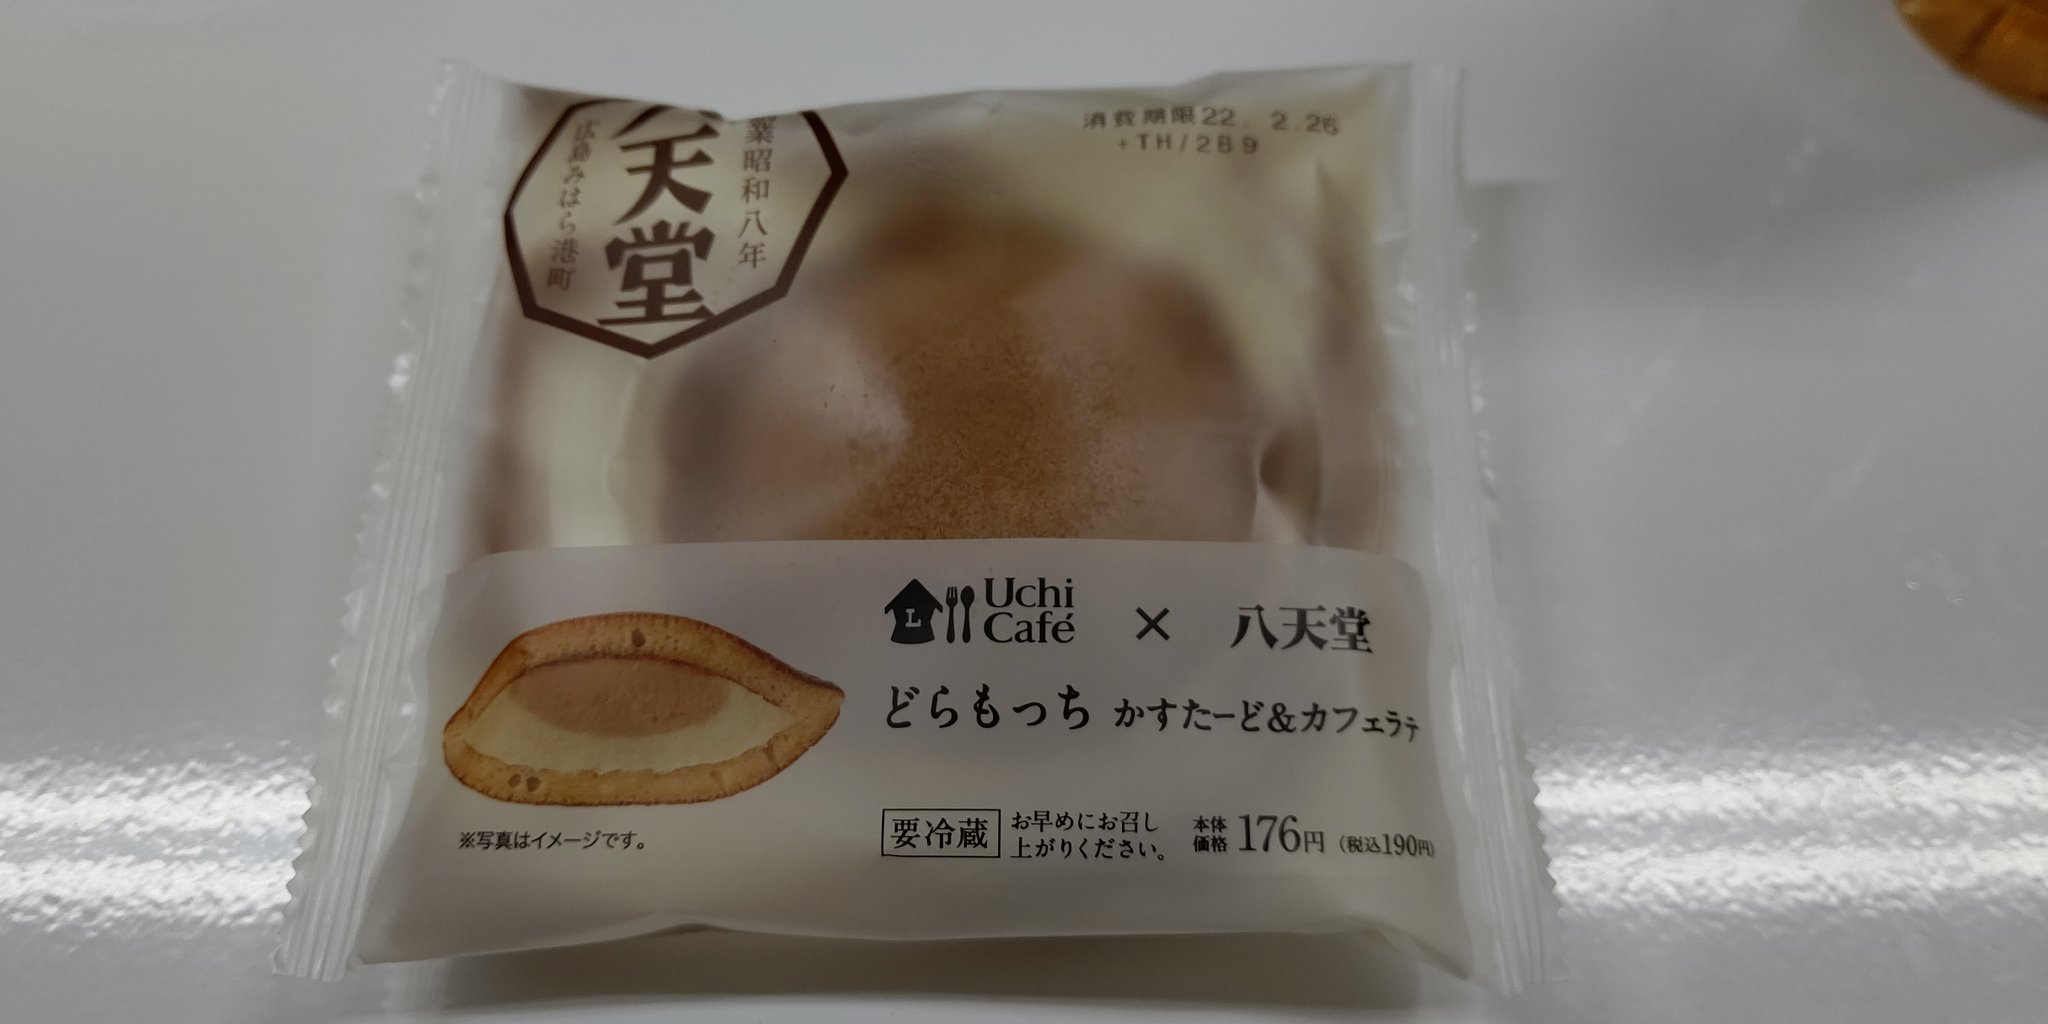 天堂
業昭和八年
広島みはら港町
消費期限22. 2.26
+TH/2B9
L
Uchi
Café
×
八天堂
どらもっち かすたーど&カフェラテ
※写真はイメージです。
要冷蔵
お早めにお召し
上がりください。
本体
価格
176円(税込190円)